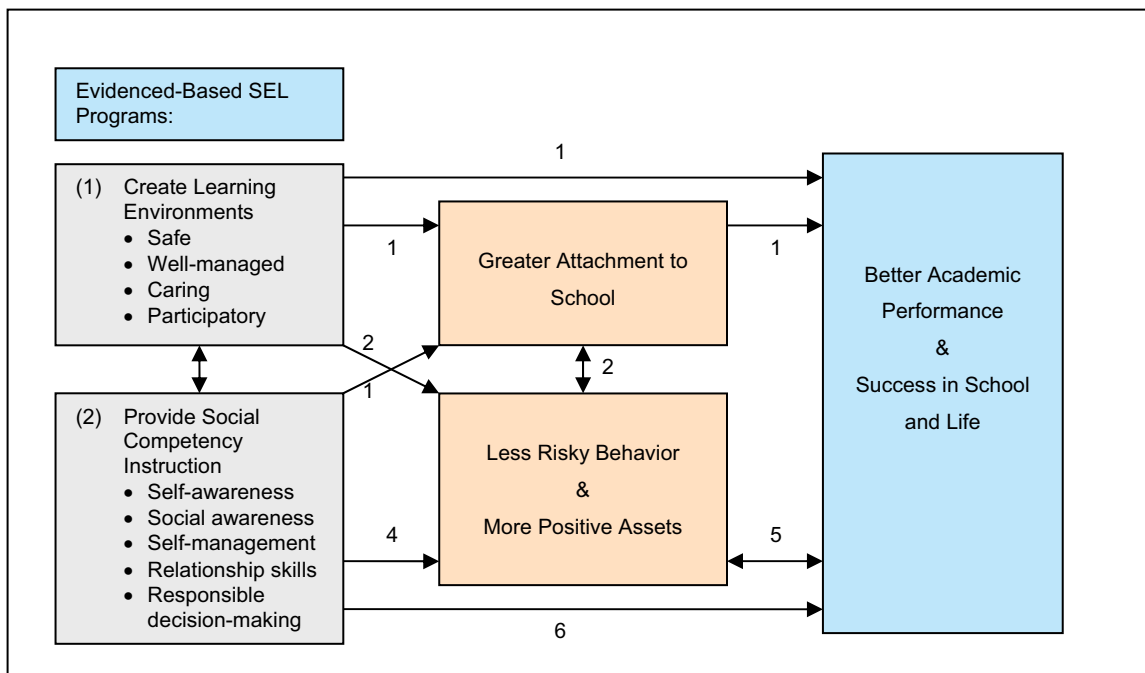 Evidenced-Based SEL
Programs:
(1) Create Learning
Environments
• Safe
• Well-managed
• Caring
• Participatory
(2) Provide Social
Competency
Instruction
• Self-awareness
• Social awareness
• Self-management
• Relationship skills
• Responsible
decision-making
1
1
2
1
4
6
Greater Attachment to
School
2
Less Risky Behavior
&
More Positive Assets
1
5
Better Academic
Performance
&
Success in School
and Life